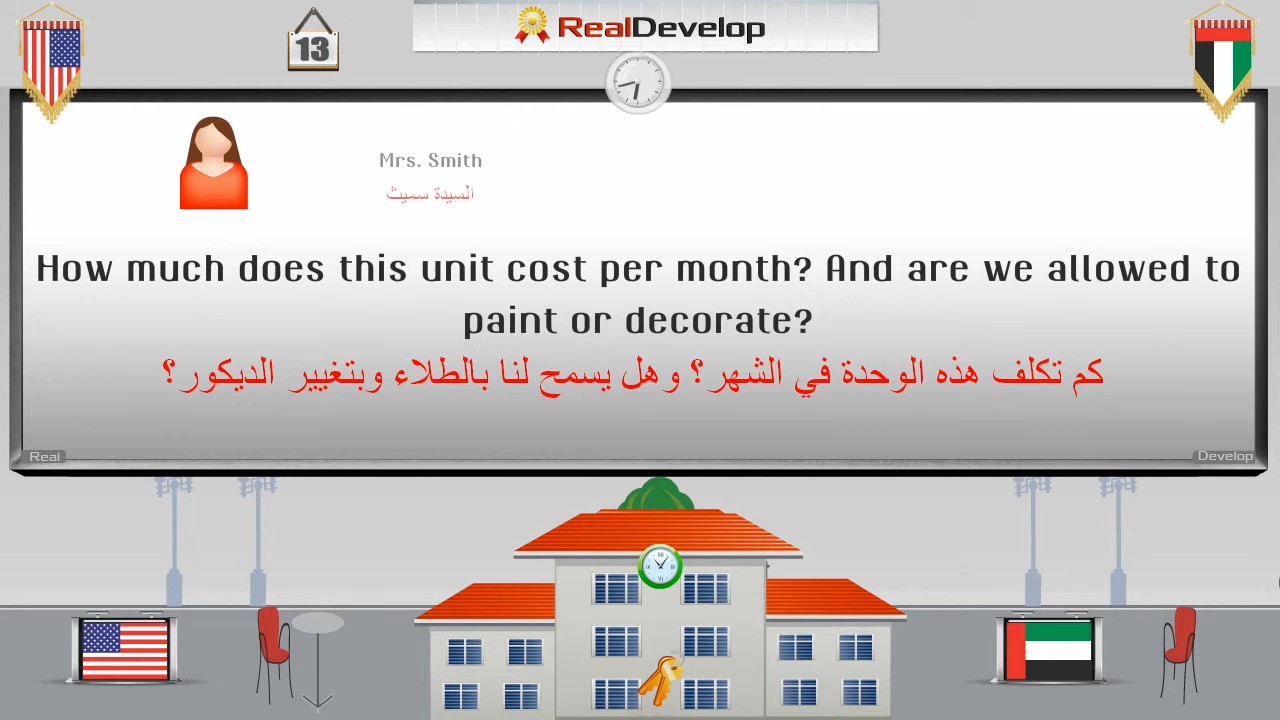 13
RealDevelop
Mrs. Smith
السيدة سميث
How much does this unit cost per month? And are we allowed to
paint or decorate?
كم تكلف هذه الوحدة في الشهر؟ وهل يسمح لنا بالطلاء وبتغيير الديكور؟
Real
Develop